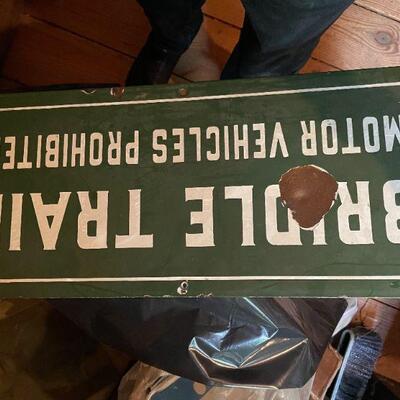 BRIDLE TRAI
MOTOR VEHICLES PROHIBITE